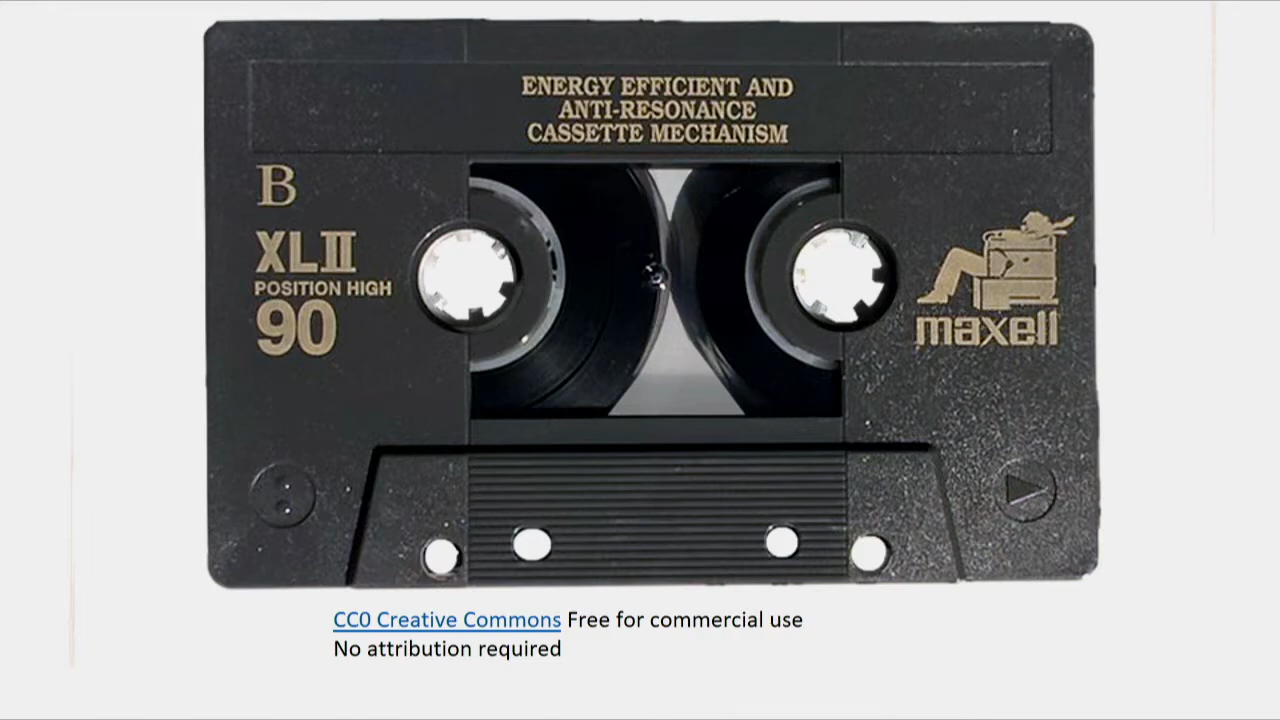 ENERGY EFFICIENT AND
ANTI-RESONANCE
CASSETTE MECHANISM
B
XLII
POSITION HIGH
90
maxell
CC0 Creative Commons Free for commercial use
No attribution required